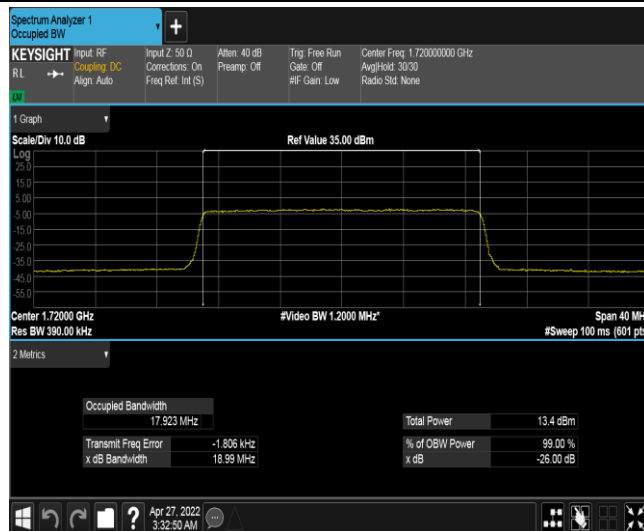 Spectrum Analyzer 1
Occupied BW
+
KEYSIGHT
RL
Input: RF
Coupling: DC
Align: Auto
Input Z: 50 Ω
Corrections: On
Freq Ref: Int (S)
Atten: 40 dB
Preamp: Off
Trig: Free Run
Gate: Off
#IF Gain: Low
Center Freq: 1.720000000 GHz
Avg|Hold: 30/30
Radio Std: None
LXI
1 Graph
Scale/Div 10.0 dB
Ref Value 35.00 dBm
Log
25.0
15.0
5.00
-5.00
-15.0
-25.0
-35.0
-45.0
-55.0
Center 1.72000 GHz
#Video BW 1.2000 MHz*
Span 40 MH
Res BW 390.00 kHz
#Sweep 100 ms (601 pts
2 Metrics
Occupied Bandwidth
17.923 MHz
Total Power 13.4 dBm
Transmit Freq Error -1.806 kHz
% of OBW Power 99.00 %
x dB Bandwidth 18.99 MHz
x dB -26.00 dB
?
Apr 27, 2022
3:32:50 AM